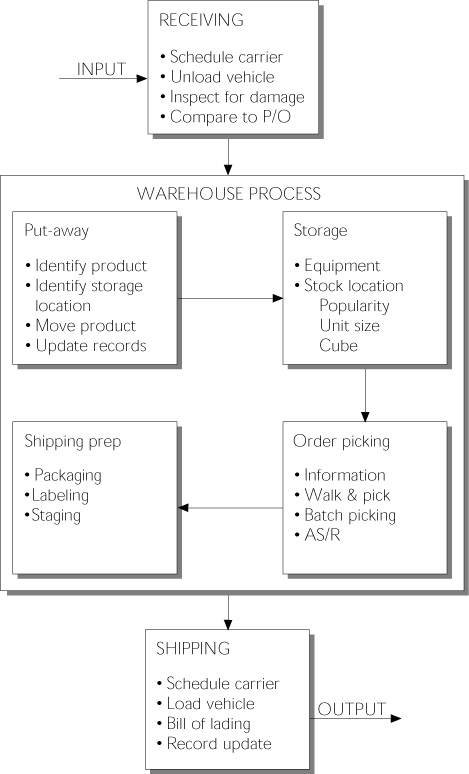 RECEIVING
• Schedule carrier
• Unload vehicle
• Inspect for damage
• Compare to P/O
INPUT
WAREHOUSE PROCESS
Put-away
• Identify product
• Identify storage
location
• Move product
• Update records
Storage
• Equipment
• Stock location
Popularity
Unit size
Cube
Order picking
• Information
• Walk & pick
• Batch picking
• AS/R
Shipping prep
• Packaging
•Labeling
•Staging
SHIPPING
• Schedule carrier
• Load vehicle
• Bill of lading
• Record update
OUTPUT